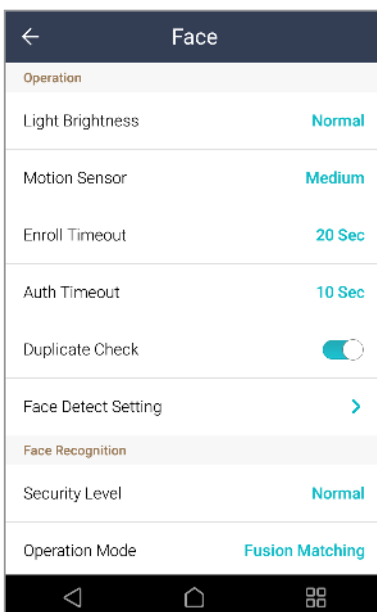 Face
Operation
Light Brightness Normal
Motion Sensor Medium
Enroll Timeout 20 Sec
Auth Timeout 10 Sec
Duplicate Check
Face Detect Setting
Face Recognition
Security Level Normal
Operation Mode Fusion Matching